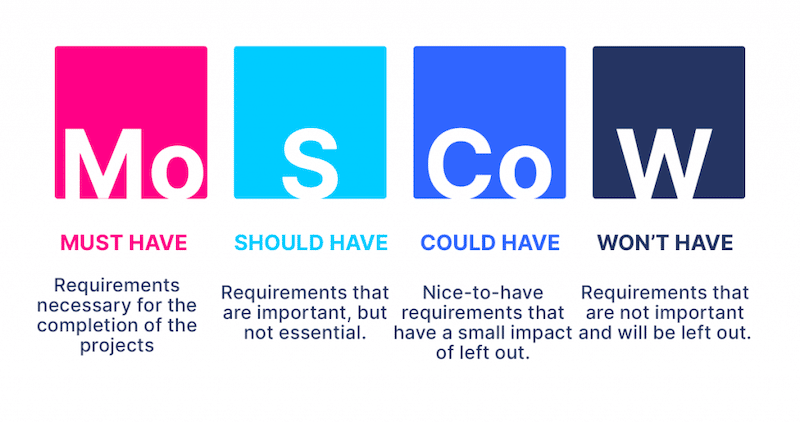 Mo
S
Co
W
MUST HAVE
Requirements
necessary for the
completion of the
projects
SHOULD HAVE
Requirements that
are important, but
not essential.
COULD HAVE
Nice-to-have
requirements that
have a small impact
of left out.
WON’T HAVE
Requirements that
are not important
and will be left out.